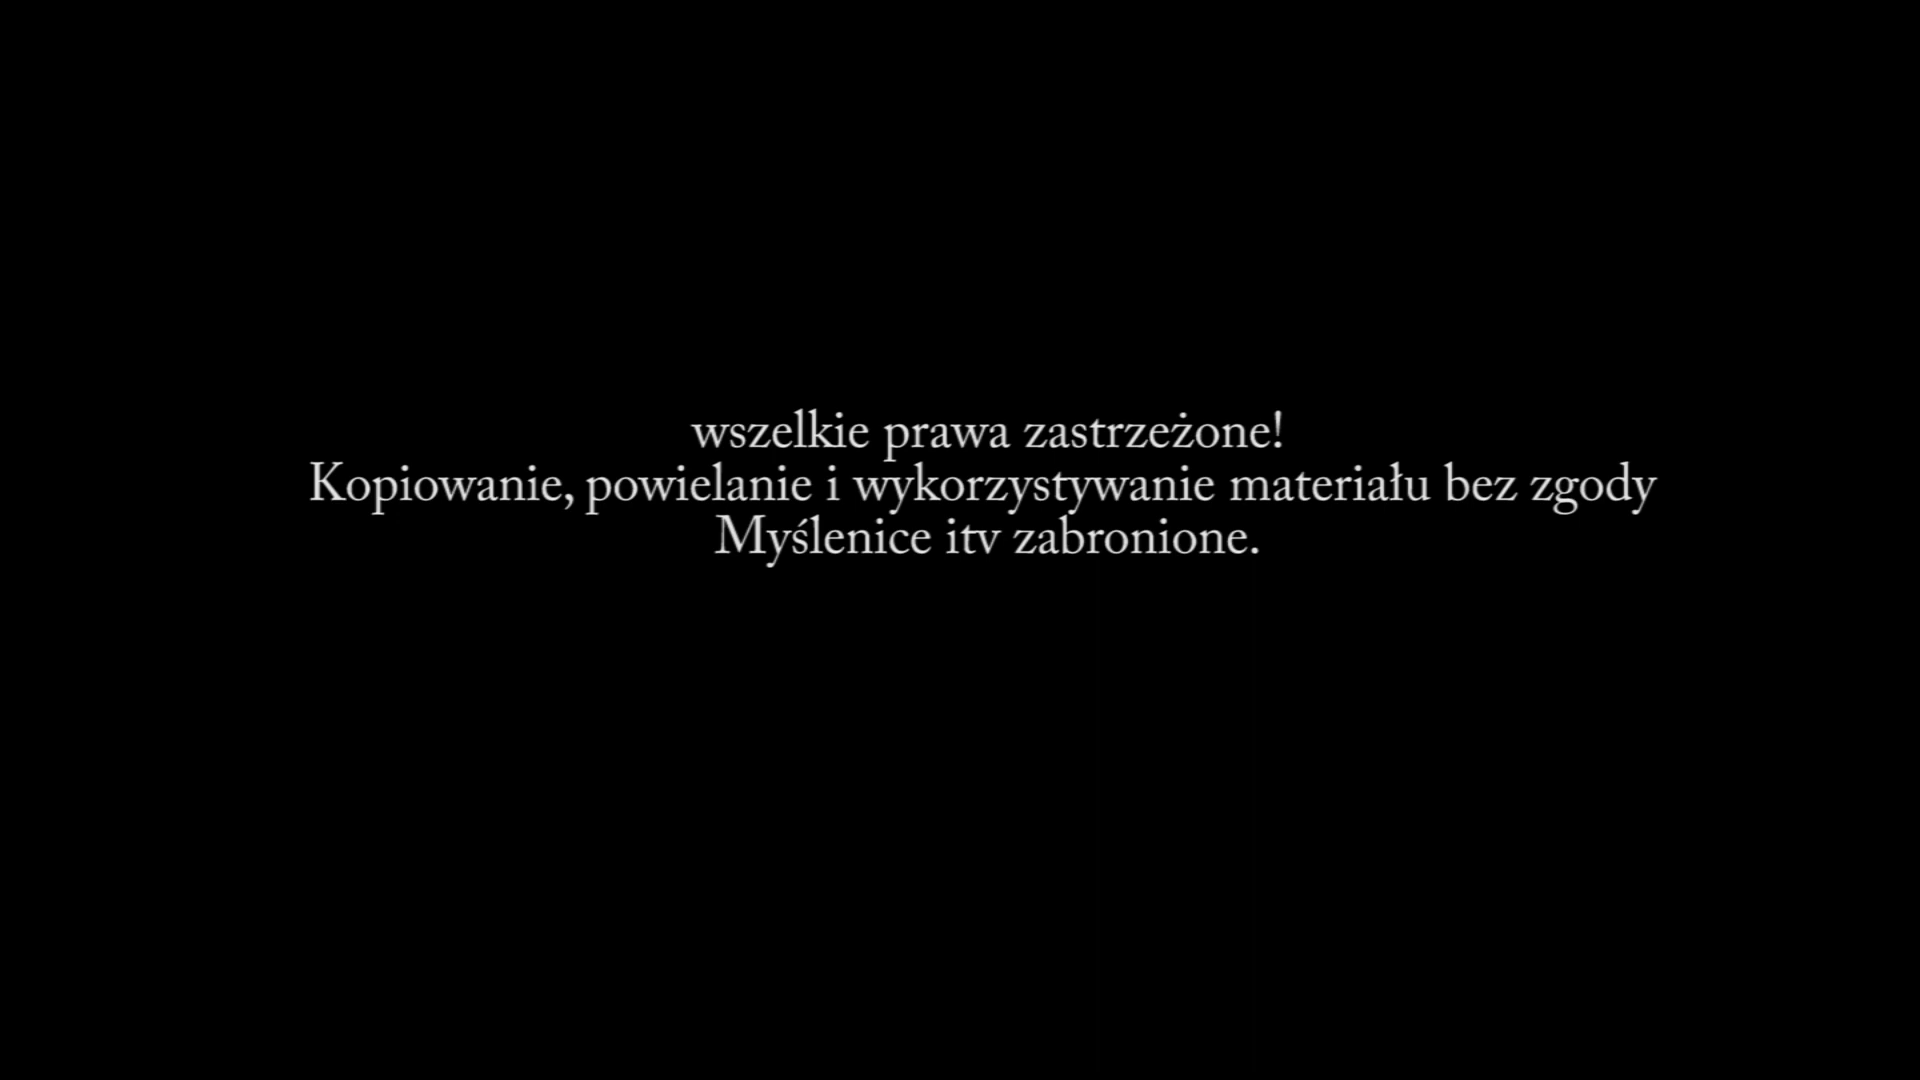 wszelkie prawa zastrzeżone!
Kopiowanie, powielanie i wykorzystywanie materiału bez zgody
Myślenice itv zabronione.